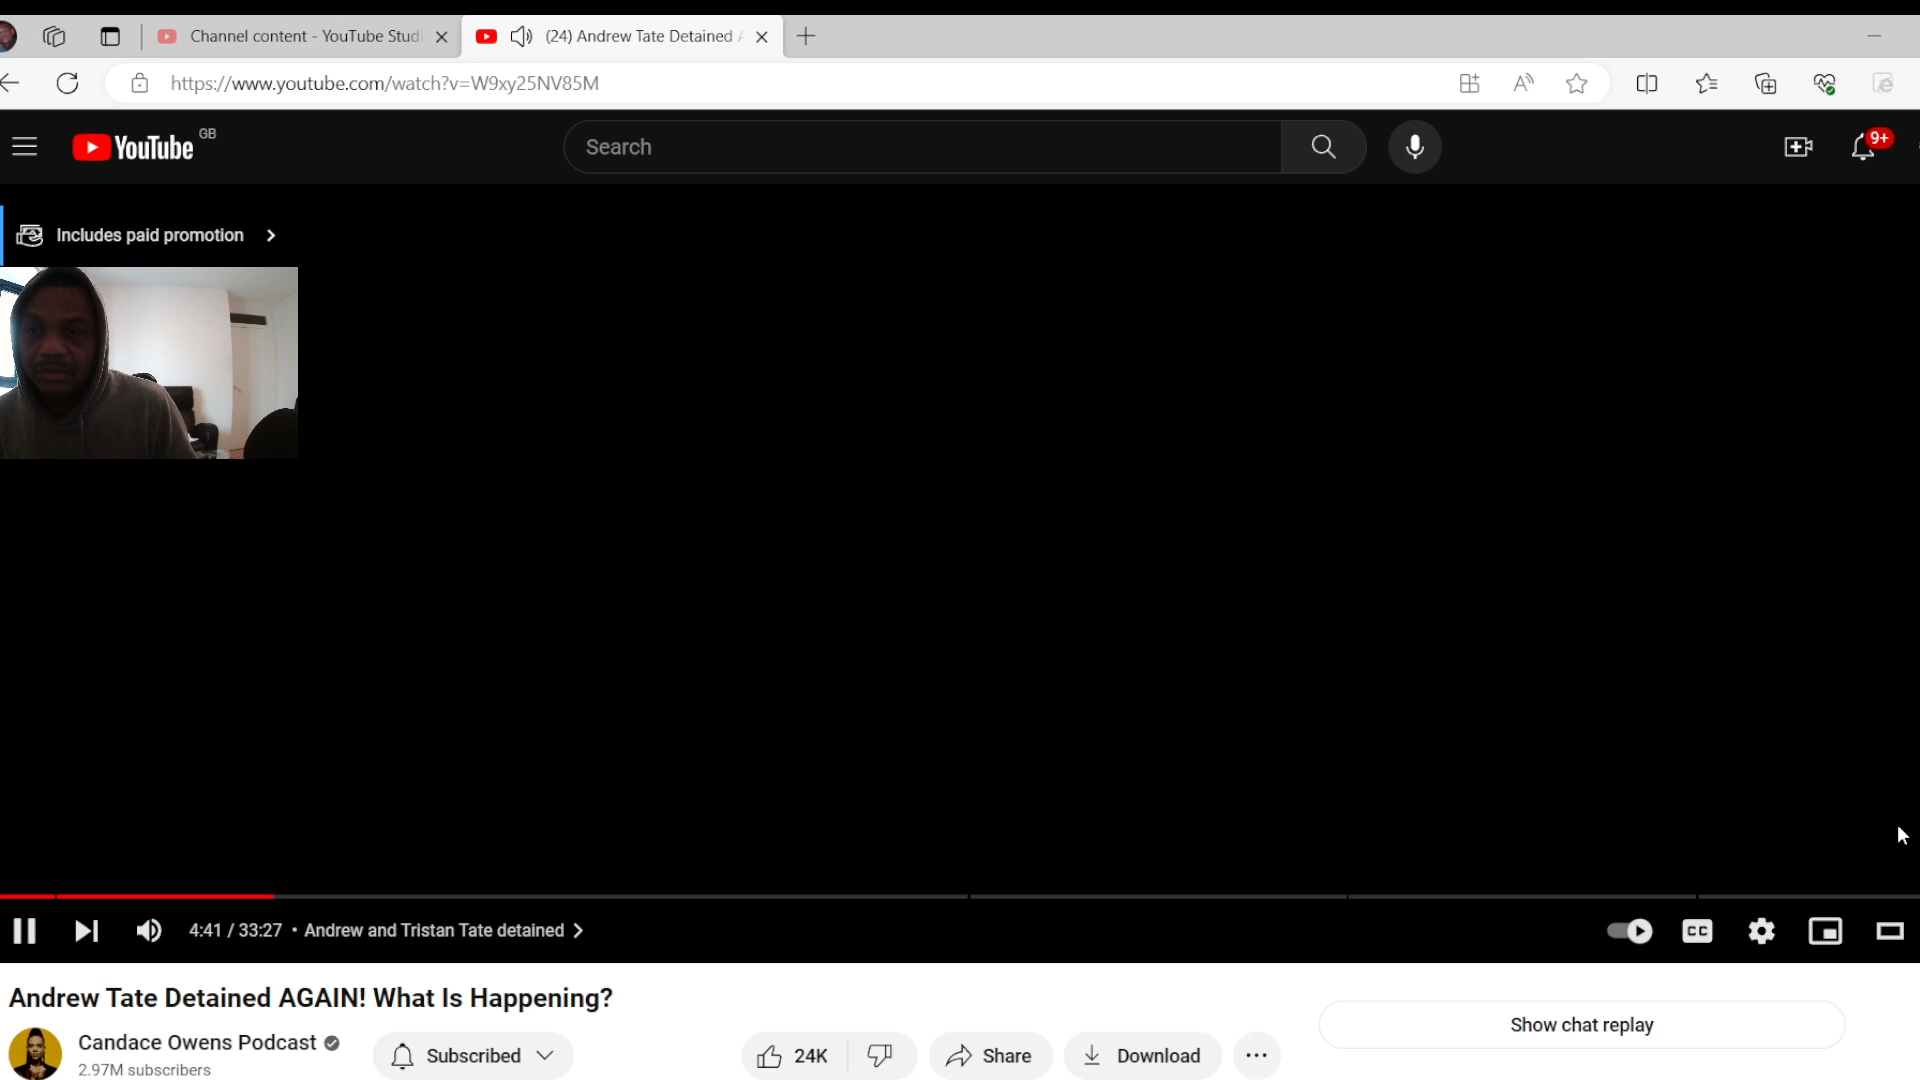 Channel content - YouTube Studi
(24) Andrew Tate Detained A
https://www.youtube.com/watch?v=W9xy25NV85M
YouTube GB
Search
9+
Includes paid promotion
4:41 / 33:27 • Andrew and Tristan Tate detained
CC
Andrew Tate Detained AGAIN! What Is Happening?
Show chat replay
Candace Owens Podcast
2.97M subscribers
Subscribed
24K
Share
Download